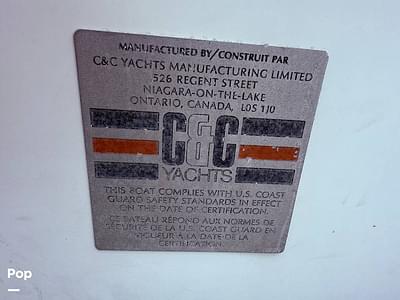 MANUFACTURED BY/CONSTRUIT PAR
C&C YACHTS MANUFACTURING LIMITED
526 REGENT STREET
NIAGARA-ON-THE-LAKE
ONTARIO, CANADA, L0S 1J0
C&C
YACHTS
THIS BOAT COMPLIES WITH U.S. COAST
GUARD SAFETY STANDARDS IN EFFECT
ON THE DATE OF CERTIFICATION.
CE BATEAU RÉPOND AUX NORMES DE
SÉCURITÉ DE LA U.S. COAST GUARD EN
VIGUEUR A LA DATE DE LA
CERTIFICATION.
Pop